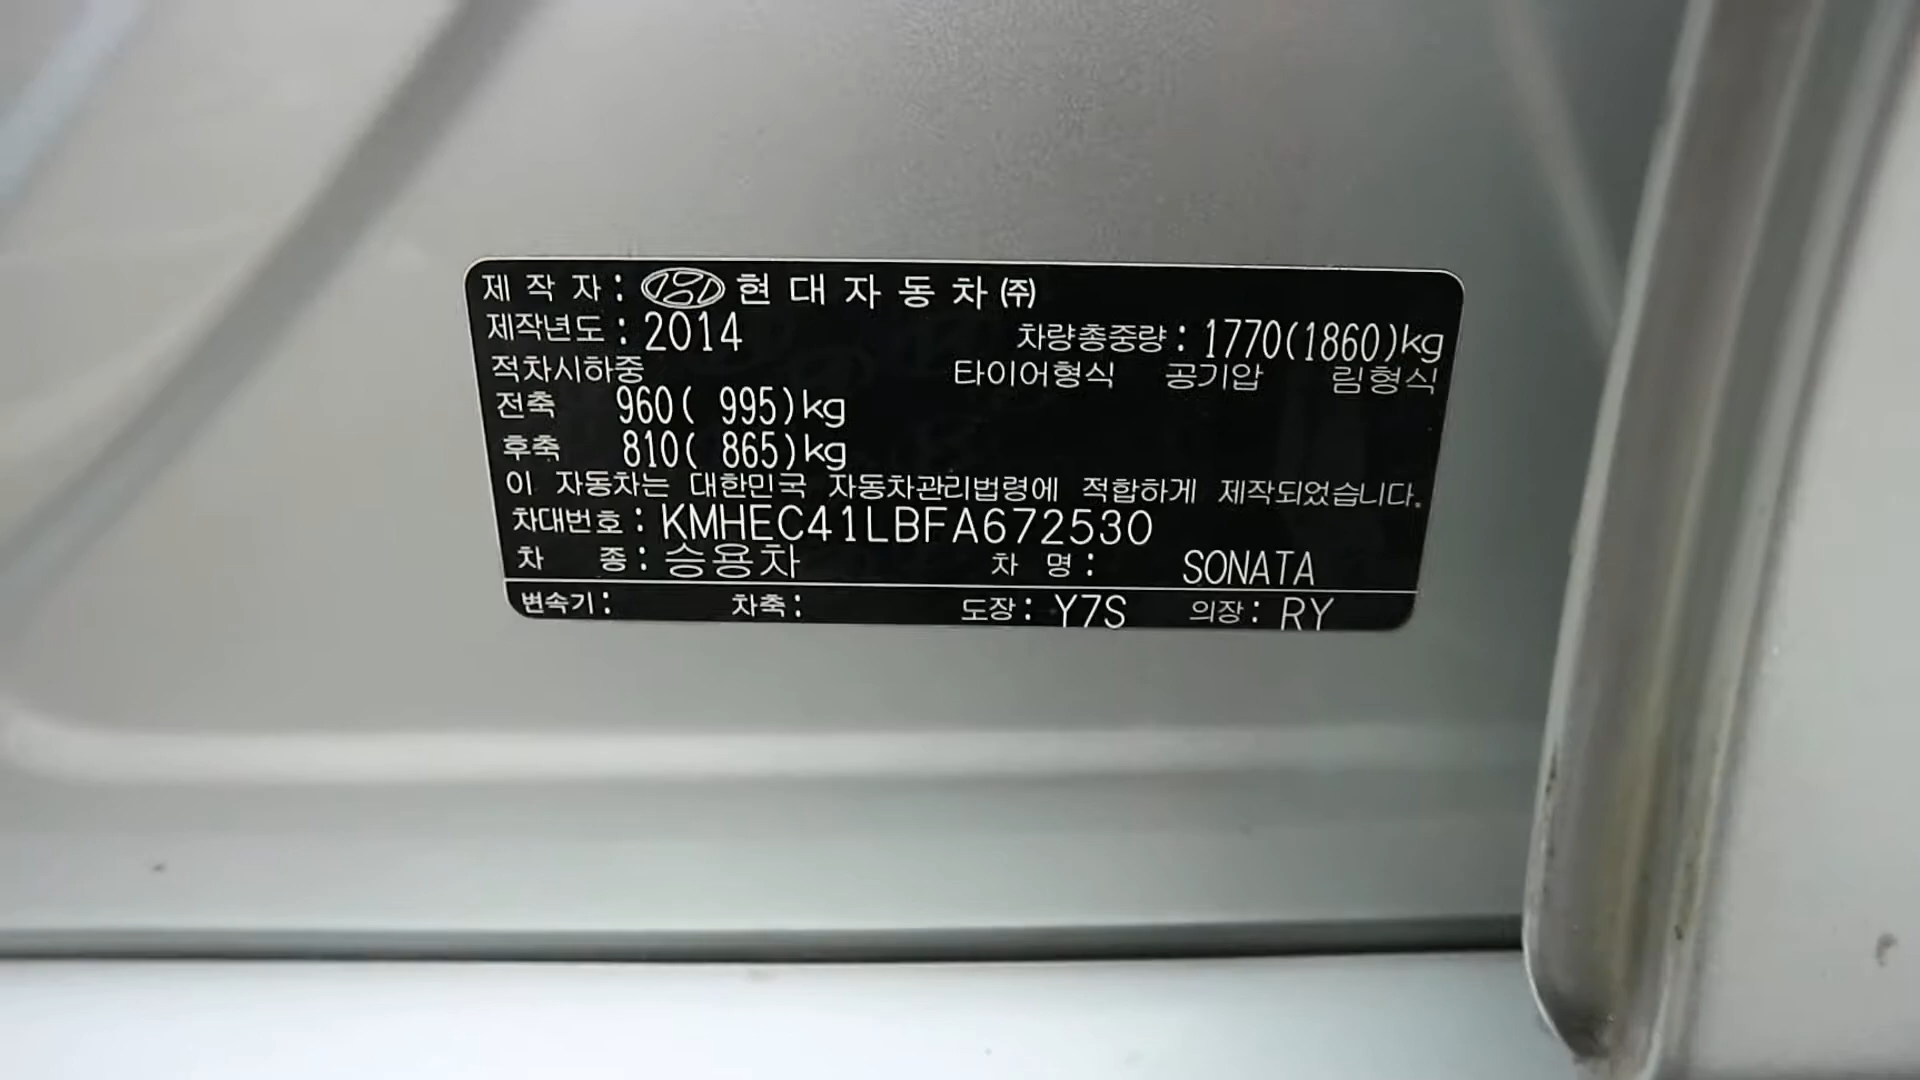 제 작 자 : 현 대 자 동 차 ㈜
제작년도 : 2014 차량총중량 : 1770(1860)kg
적차시하중 타이어형식 공기압 림형식
전축 960( 995)kg
후축 810( 865)kg
이 자동차는 대한민국 자동차관리법령에 적합하게 제작되었습니다.
차대번호 : KMHEC41LBFA672530
차 종 : 승용차 차 명 : SONATA
변속기 : 차축 : 도장 : Y7S 의장 : RY